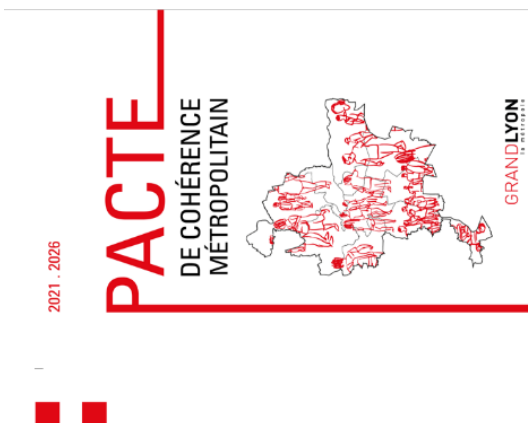 2021 . 2026
PACTE
DE COHÉRENCE
MÉTROPOLITAIN
GRANDLYON
la métropole